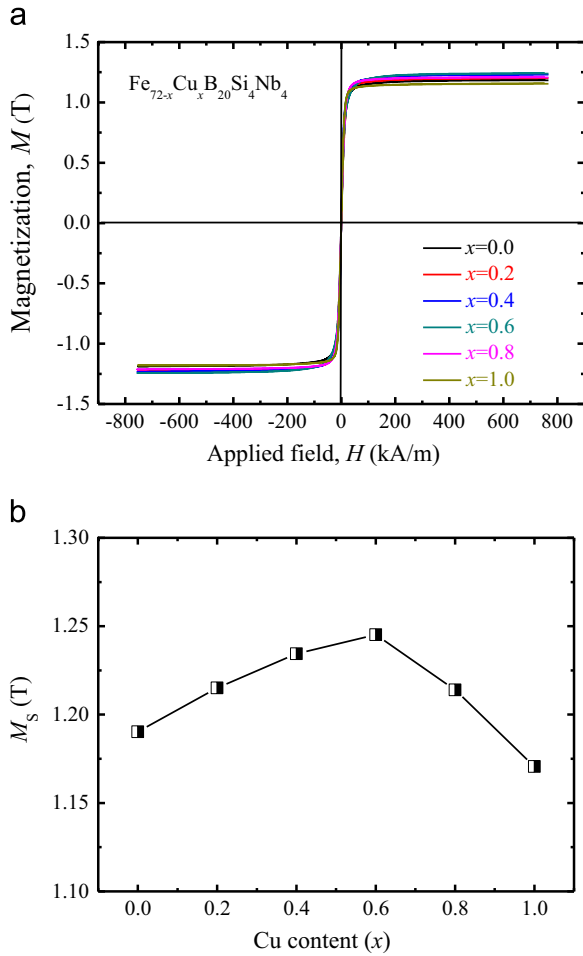 a
1.5
1.0
0.5
0.0
-0.5
-1.0
-1.5
Magnetization, M (T)
Fe72-xCuxB20Si4Nb4
x=0.0
x=0.2
x=0.4
x=0.6
x=0.8
x=1.0
-800 -600 -400 -200 0 200 400 600 800
Applied field, H (kA/m)
b
1.30
1.25
1.20
1.15
1.10
Ms (T)
0.0 0.2 0.4 0.6 0.8 1.0
Cu content (x)